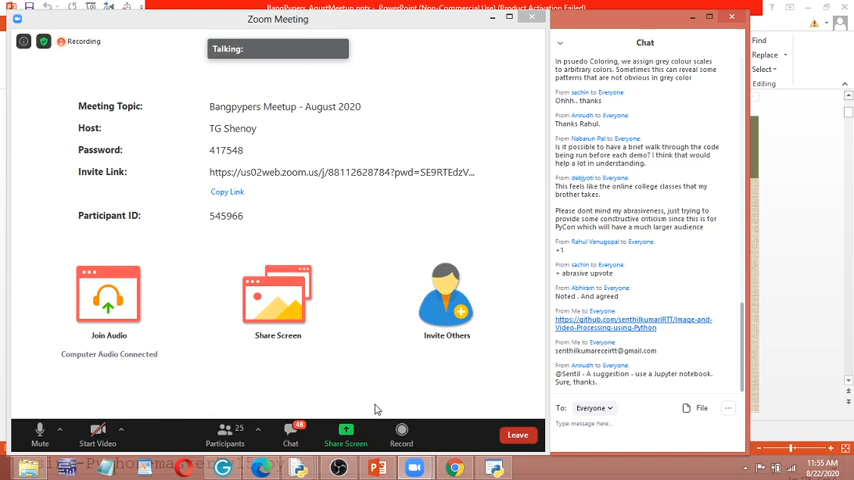 BangPypers_AgustMeetup.pptx - PowerPoint (Non-Commercial Use) (Product Activation Failed)
Zoom Meeting
Recording
Talking:
Meeting Topic:
Bangpypers Meetup - August 2020
Host:
TG Shenoy
Password:
417548
Invite Link:
https://us02web.zoom.us/j/88112628784?pwd=SE9RTEdzV...
Copy Link
Participant ID:
545966
Join Audio
Computer Audio Connected
Share Screen
Invite Others
Mute
Start Video
25
Participants
48
Chat
Share Screen
Record
Leave
Chat
In psuedo Coloring, we assign grey colour scales
to arbitrary colors. Sometimes this can reveal some
patterns that are not obvious in grey color
From sachin to Everyone:
Ohhh.. thanks
From Anirudh to Everyone:
Thanks Rahul.
From Nabarun Pal to Everyone:
Is it possible to have a brief walk through the code
being run before each demo? I think that would
help a lot in understanding.
From debjyoti to Everyone:
This feels like the online college classes that my
brother takes.
Please dont mind my abrasiveness, just trying to
provide some constructive criticism since this is for
PyCon which will have a much larger audience
From Rahul Venugopal to Everyone:
+1
From sachin to Everyone:
+ abrasive upvote
From Abhiram to Everyone:
Noted . And agreed
From Me to Everyone:
https://github.com/senthilkumarIRTT/Image-and-
Video-Processing-using-Python
From Me to Everyone:
senthilkumareceirtt@gmail.com
From Anirudh to Everyone:
@Sentil - A suggestion - use a Jupyter notebook.
Sure, thanks.
To:
Everyone
File
Type message here...
Find
Replace
Select
Editing
11:55 AM
8/22/2020